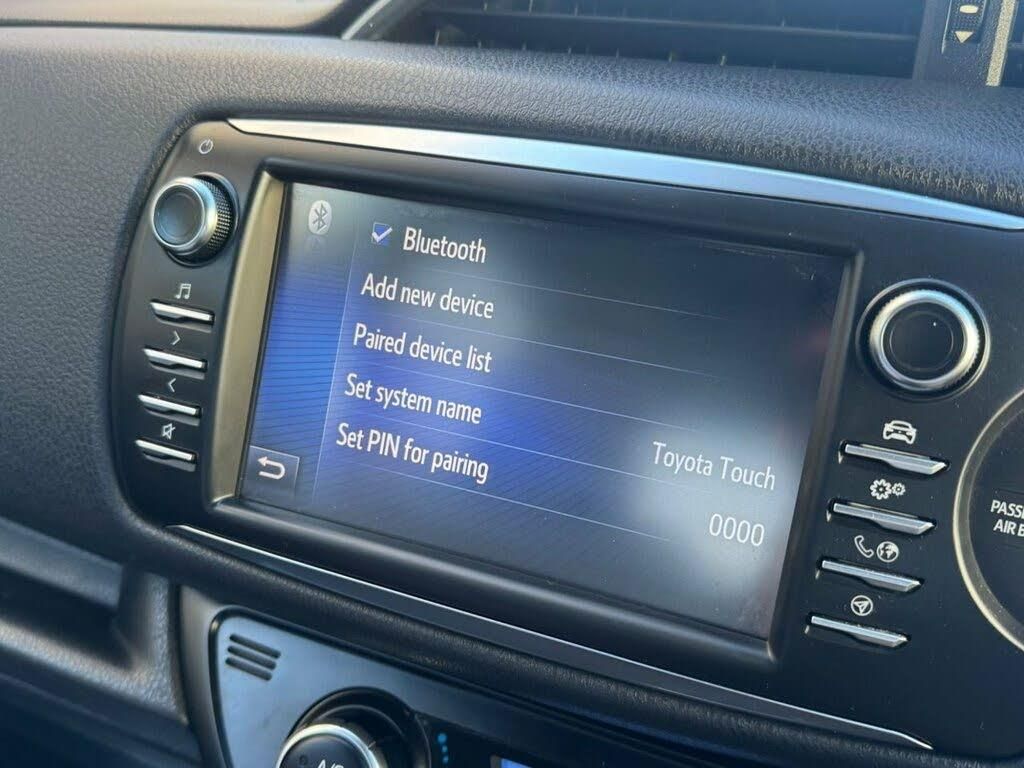 Bluetooth
Add new device
Paired device list
Set system name
Toyota Touch
Set PIN for pairing
0000